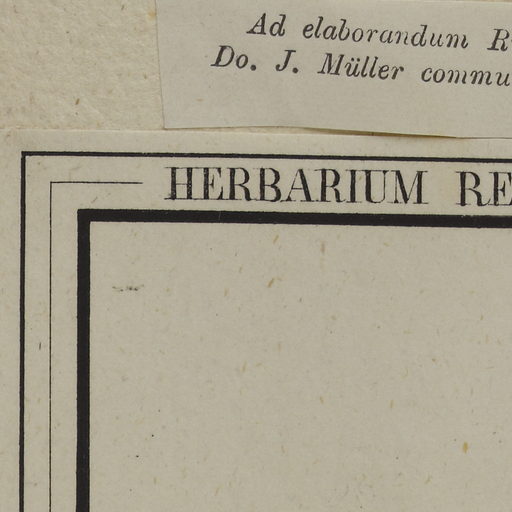 Ad elaborandum R
Do. J. Müller commu
HERBARIUM RE